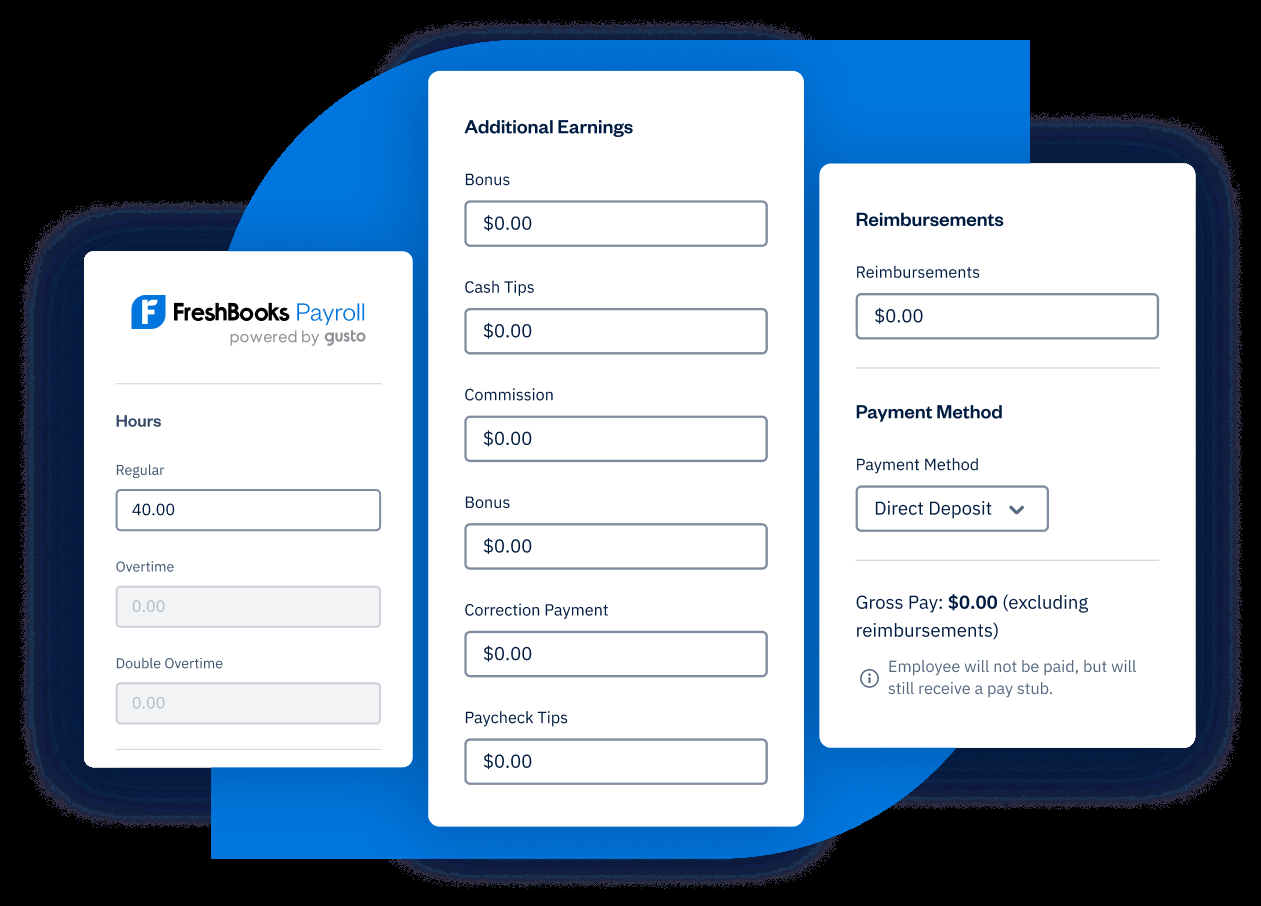 FreshBooks Payroll
powered by gusto
Hours
Regular
40.00
Overtime
0.00
Double Overtime
0.00
Additional Earnings
Bonus
$0.00
Cash Tips
$0.00
Commission
$0.00
Bonus
$0.00
Correction Payment
$0.00
Paycheck Tips
$0.00
Reimbursements
Reimbursements
$0.00
Payment Method
Payment Method
Direct Deposit
Gross Pay: $0.00 (excluding
reimbursements)
Employee will not be paid, but will
still receive a pay stub.